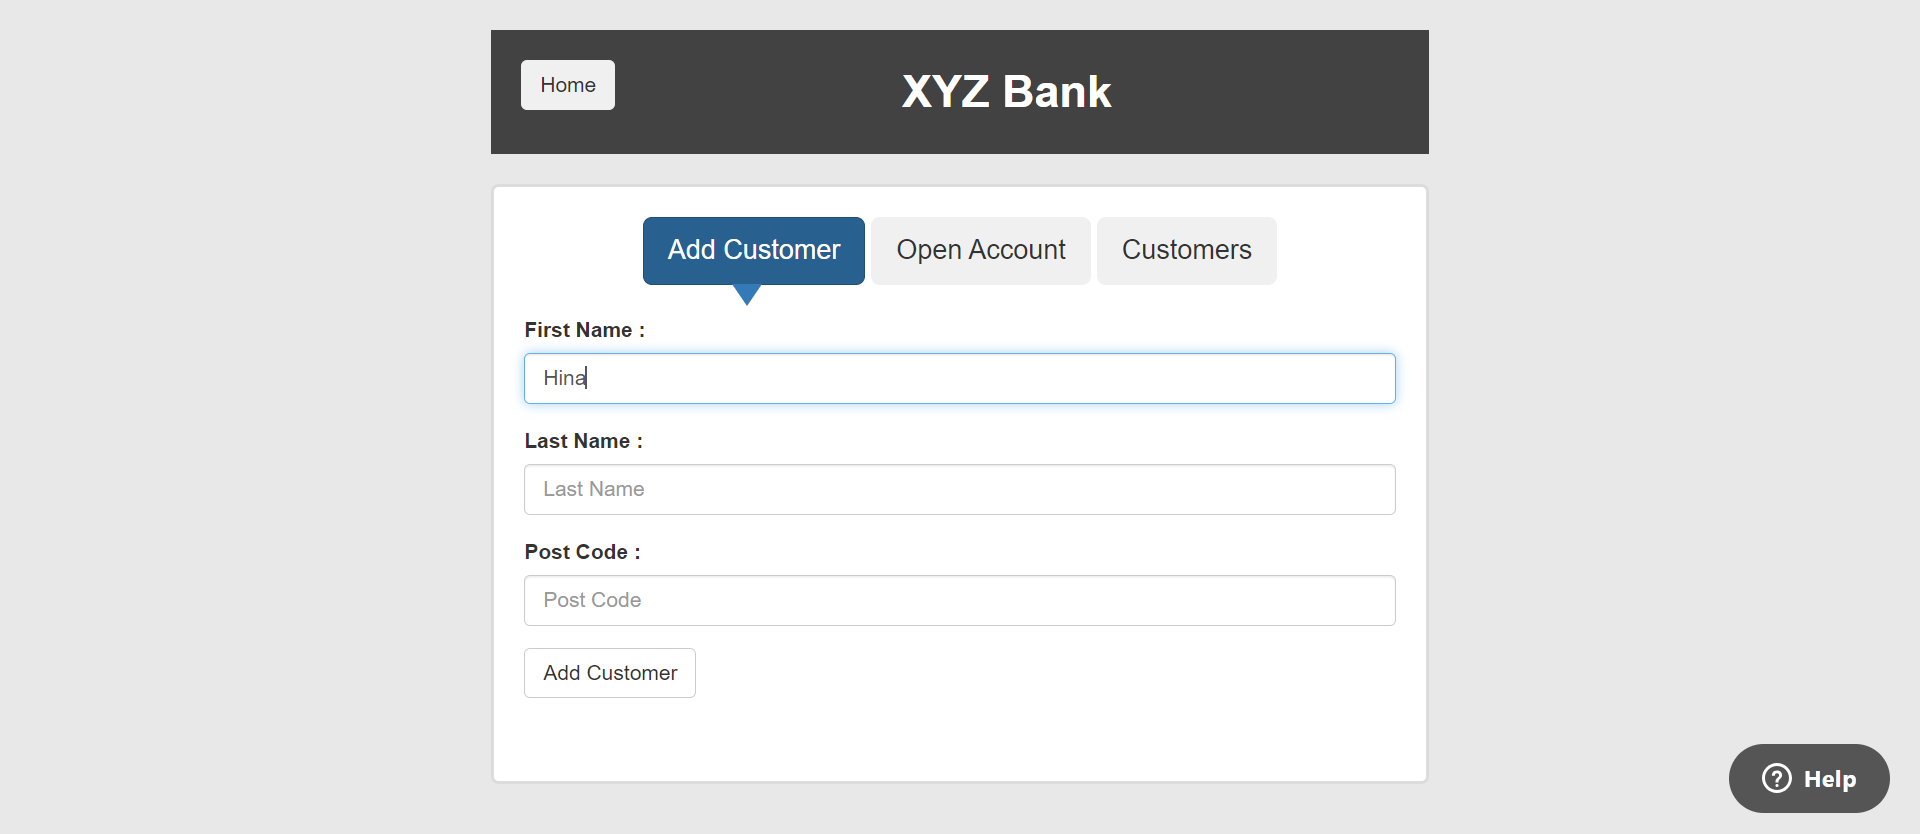 Home
XYZ Bank
Add Customer
Open Account
Customers
First Name :
Hina
Last Name :
Last Name
Post Code :
Post Code
Add Customer
Help